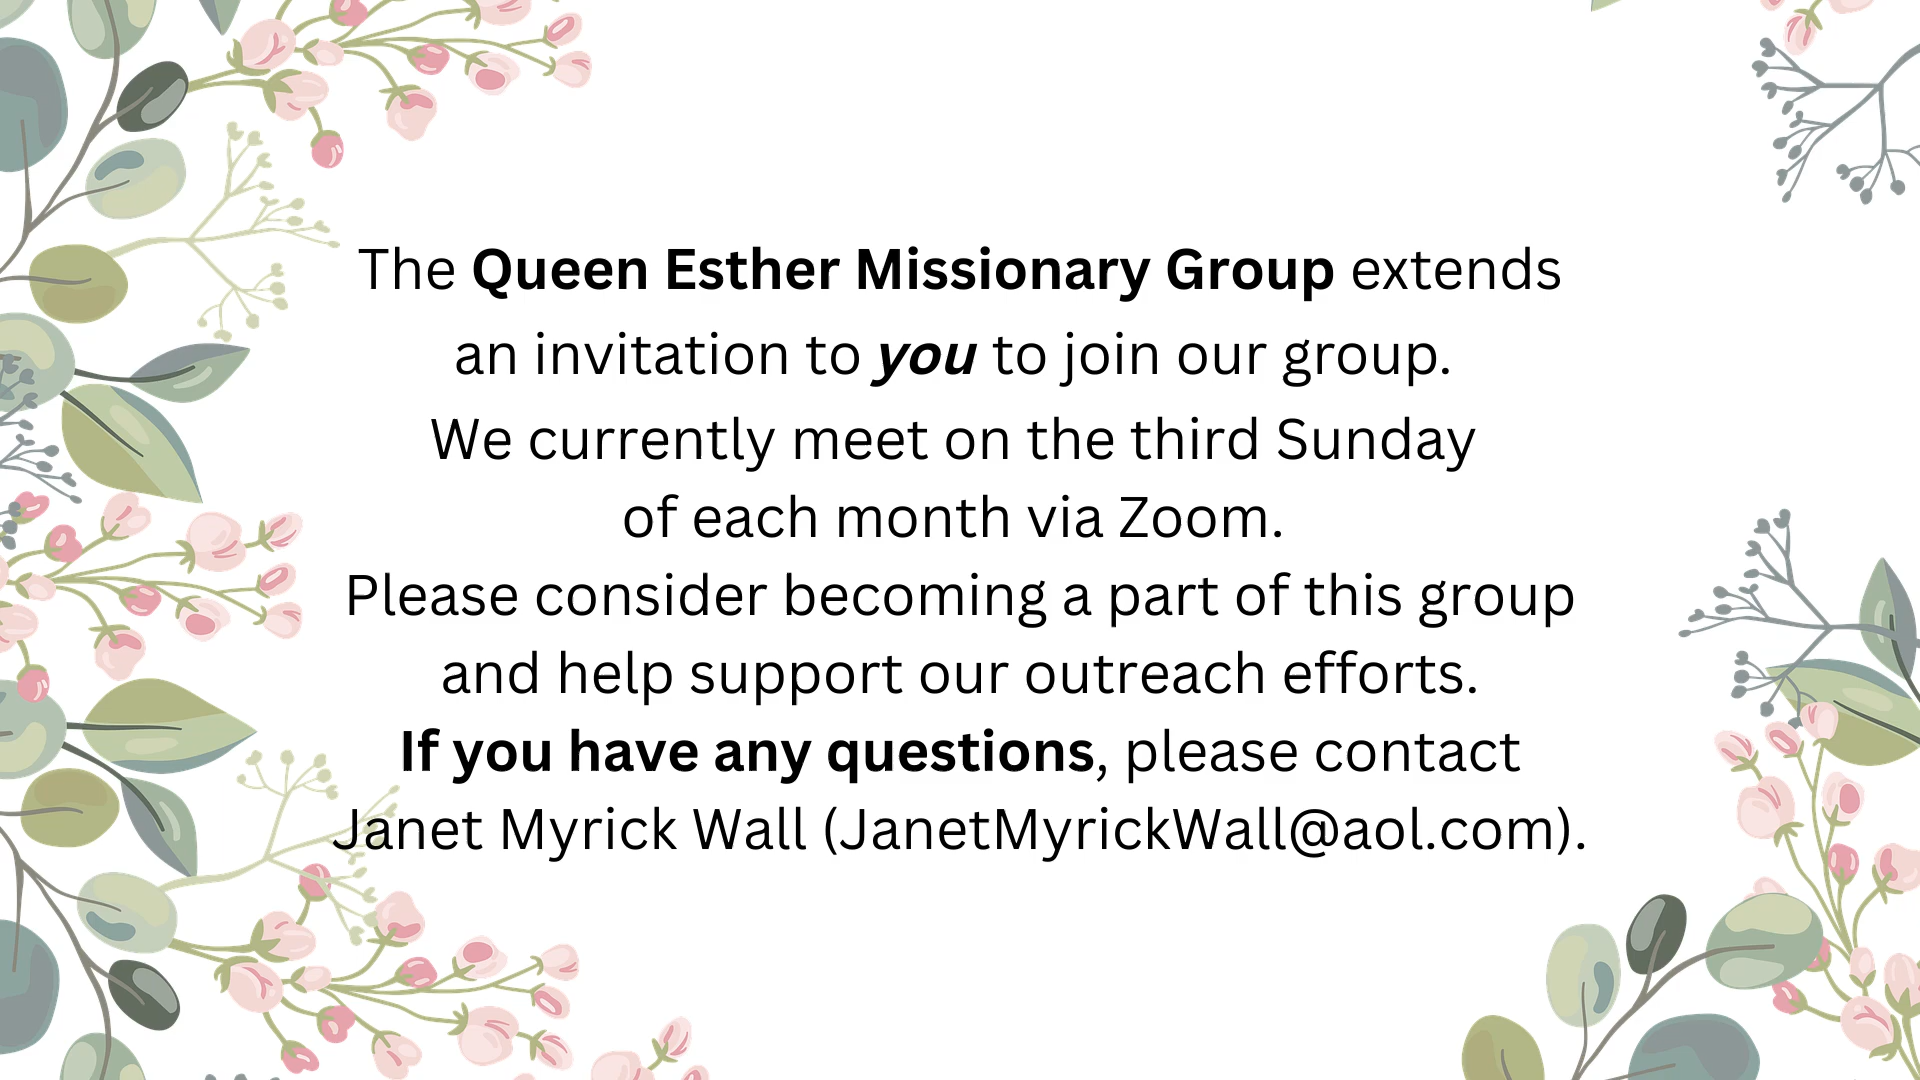 The Queen Esther Missionary Group extends
an invitation to you to join our group.
We currently meet on the third Sunday
of each month via Zoom.
Please consider becoming a part of this group
and help support our outreach efforts.
If you have any questions, please contact
Janet Myrick Wall (JanetMyrickWall@aol.com).